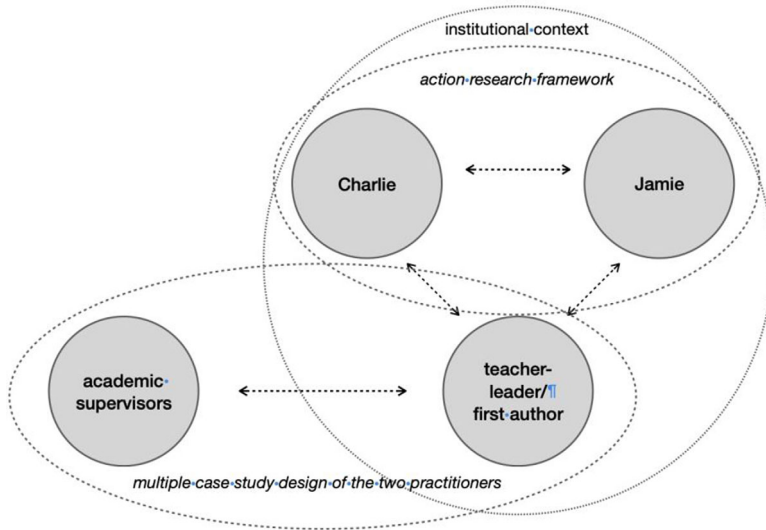 institutional context
action research framework
Charlie
Jamie
academic
supervisors
teacher-
leader/¶
first author
multiple case study design of the two practitioners